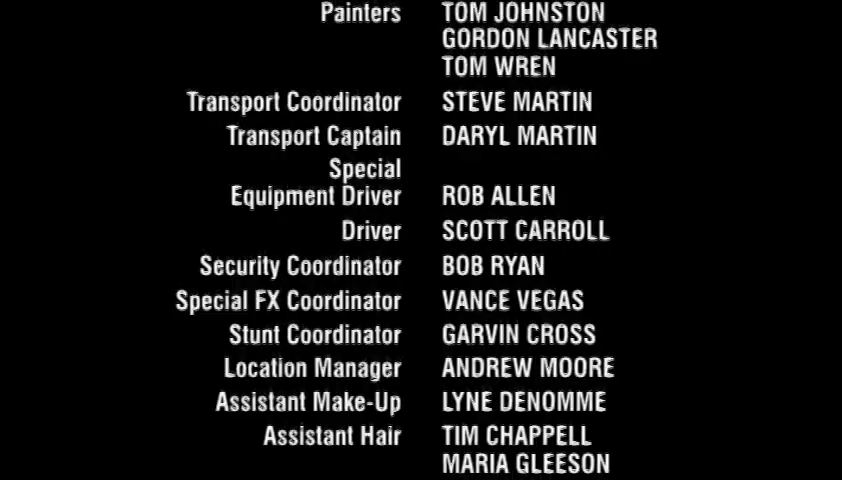 Painters TOM JOHNSTON
GORDON LANCASTER
TOM WREN
Transport Coordinator STEVE MARTIN
Transport Captain DARYL MARTIN
Special
Equipment Driver ROB ALLEN
Driver SCOTT CARROLL
Security Coordinator BOB RYAN
Special FX Coordinator VANCE VEGAS
Stunt Coordinator GARVIN CROSS
Location Manager ANDREW MOORE
Assistant Make-Up LYNE DENOMME
Assistant Hair TIM CHAPPELL
MARIA GLEESON